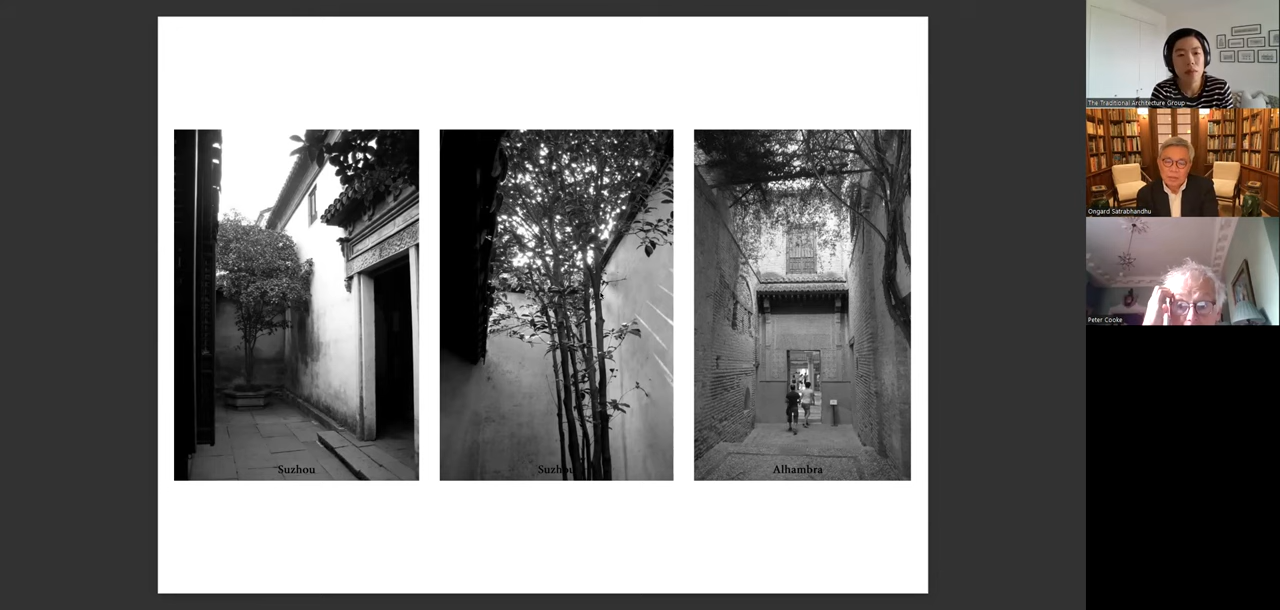 Suzhou
Suzhou
Alhambra
The Traditional Architecture Group
Ongard Satrabhandhu
Peter Cooke